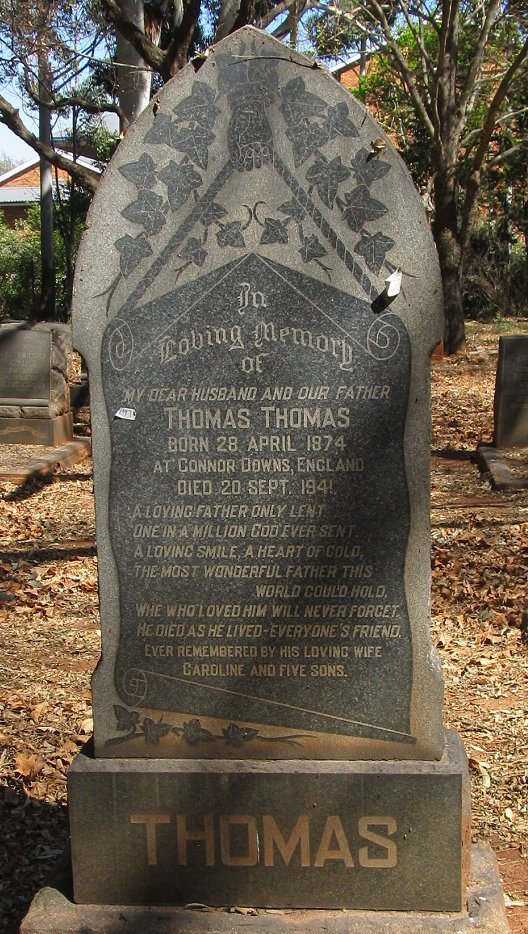 In
Loving Memory
of
MY DEAR HUSBAND AND OUR FATHER
THOMAS THOMAS
BORN 28. APRIL 1874
AT CONNOR DOWNS, ENGLAND
DIED 20 SEPT. 1941.
A LOVING FATHER ONLY LENT
ONE IN A MILLION GOD EVER SENT.
A LOVING SMILE, A HEART OF GOLD,
THE MOST WONDERFUL FATHER THIS
WORLD COULD HOLD,
WHE WHO'LOVED HIM WILL NEVER FORGET.
HE DIED AS HE LIVED-EVERYONE'S FRIEND.
EVER REMEMBERED BY HIS LOVING WIFE
CAROLINE AND FIVE SONS.
THOMAS